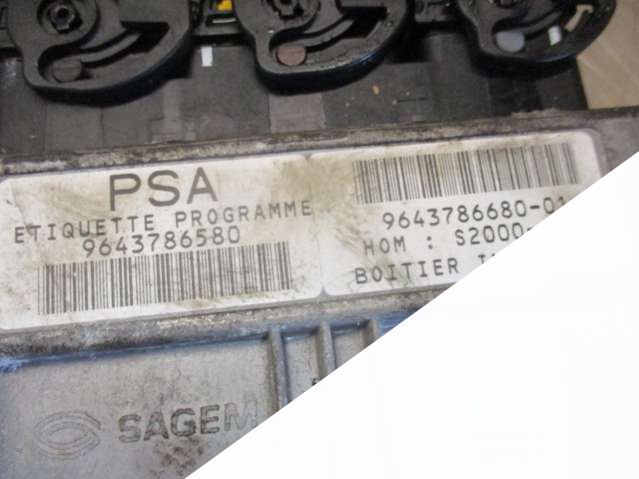 PSA
ETIQUETTE PROGRAMME
9643786580
9643786680-01
HOM : S2000-
BOITIER
SAGEM